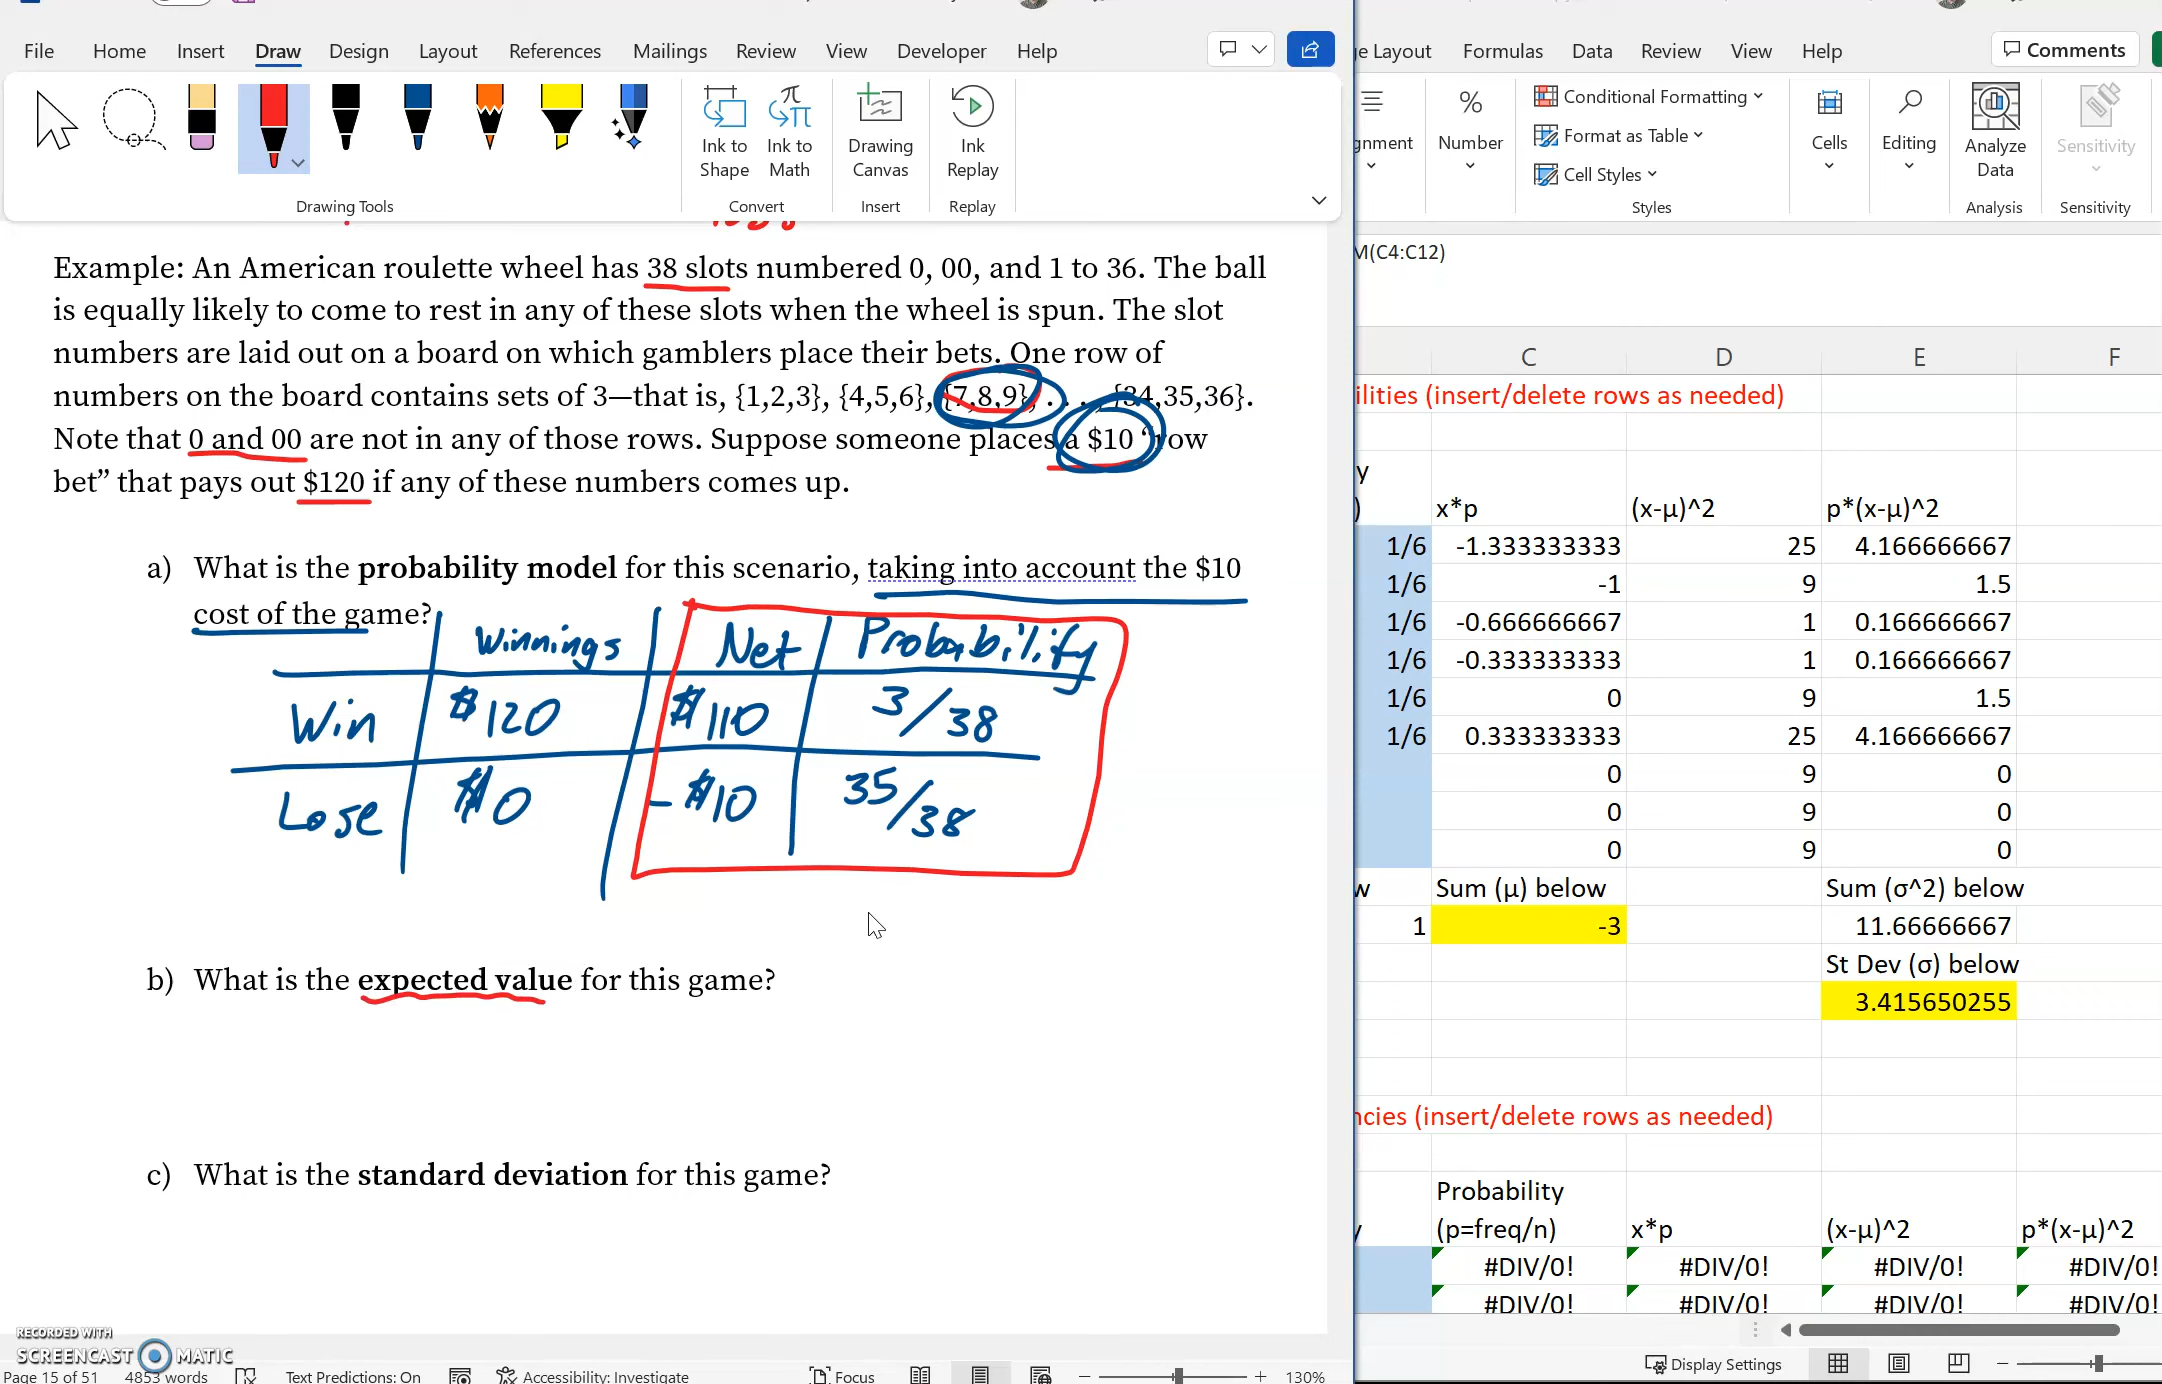 File Home Insert Draw Design Layout References Mailings Review View Developer Help
Ink to Shape
Ink to Math
Drawing Canvas
Ink Replay
Drawing Tools Convert Insert Replay
Example: An American roulette wheel has 38 slots numbered 0, 00, and 1 to 36. The ball
is equally likely to come to rest in any of these slots when the wheel is spun. The slot
numbers are laid out on a board on which gamblers place their bets. One row of
numbers on the board contains sets of 3—that is, {1,2,3}, {4,5,6}, {7,8,9}, . . . , {34,35,36}.
Note that 0 and 00 are not in any of those rows. Suppose someone places a $10 “row
bet” that pays out $120 if any of these numbers comes up.
a) What is the probability model for this scenario, taking into account the $10
cost of the game?
Winnings Net Probability
Win $120 $110 3/38
Lose $0 -$10 35/38
b) What is the expected value for this game?
c) What is the standard deviation for this game?
RECORDED WITH
SCREENCAST MATIC
Page 15 of 51 4853 words Text Predictions: On Accessibility: Investigate Focus 130%
ge Layout Formulas Data Review View Help Comments
gnment
Number
Conditional Formatting
Format as Table
Cell Styles
Cells
Editing
Analyze Data
Sensitivity
Styles Analysis Sensitivity
M(C4:C12)
C D E F
ilities (insert/delete rows as needed)
y
) x*p (x-μ)^2 p*(x-μ)^2
1/6 -1.333333333 25 4.166666667
1/6 -1 9 1.5
1/6 -0.666666667 1 0.166666667
1/6 -0.333333333 1 0.166666667
1/6 0 9 1.5
1/6 0.333333333 25 4.166666667
0 9 0
0 9 0
0 9 0
w Sum (μ) below Sum (σ^2) below
1 -3 11.66666667
St Dev (σ) below
3.415650255
ncies (insert/delete rows as needed)
Probability
y (p=freq/n) x*p (x-μ)^2 p*(x-μ)^2
#DIV/0! #DIV/0! #DIV/0! #DIV/0!
#DIV/0! #DIV/0! #DIV/0! #DIV/0!
Display Settings